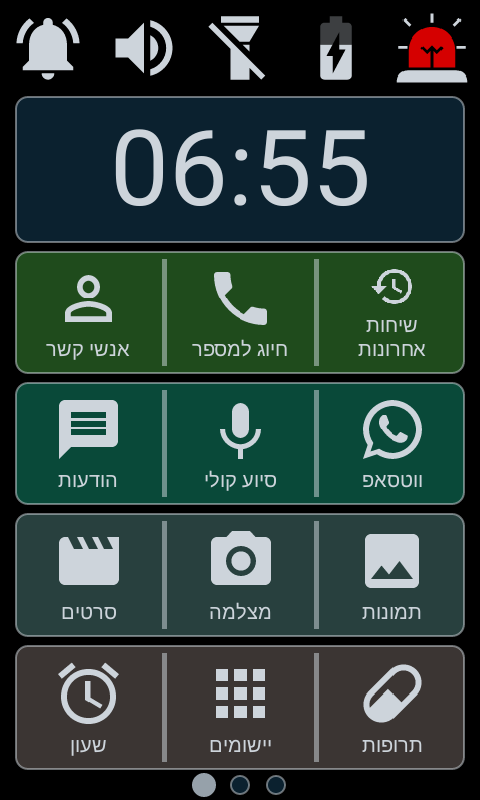 06:55
שיחות
אחרונות
חיוג למספר
אנשי קשר
ווטסאפ
סיוע קולי
הודעות
תמונות
מצלמה
סרטים
תרופות
יישומים
שעון